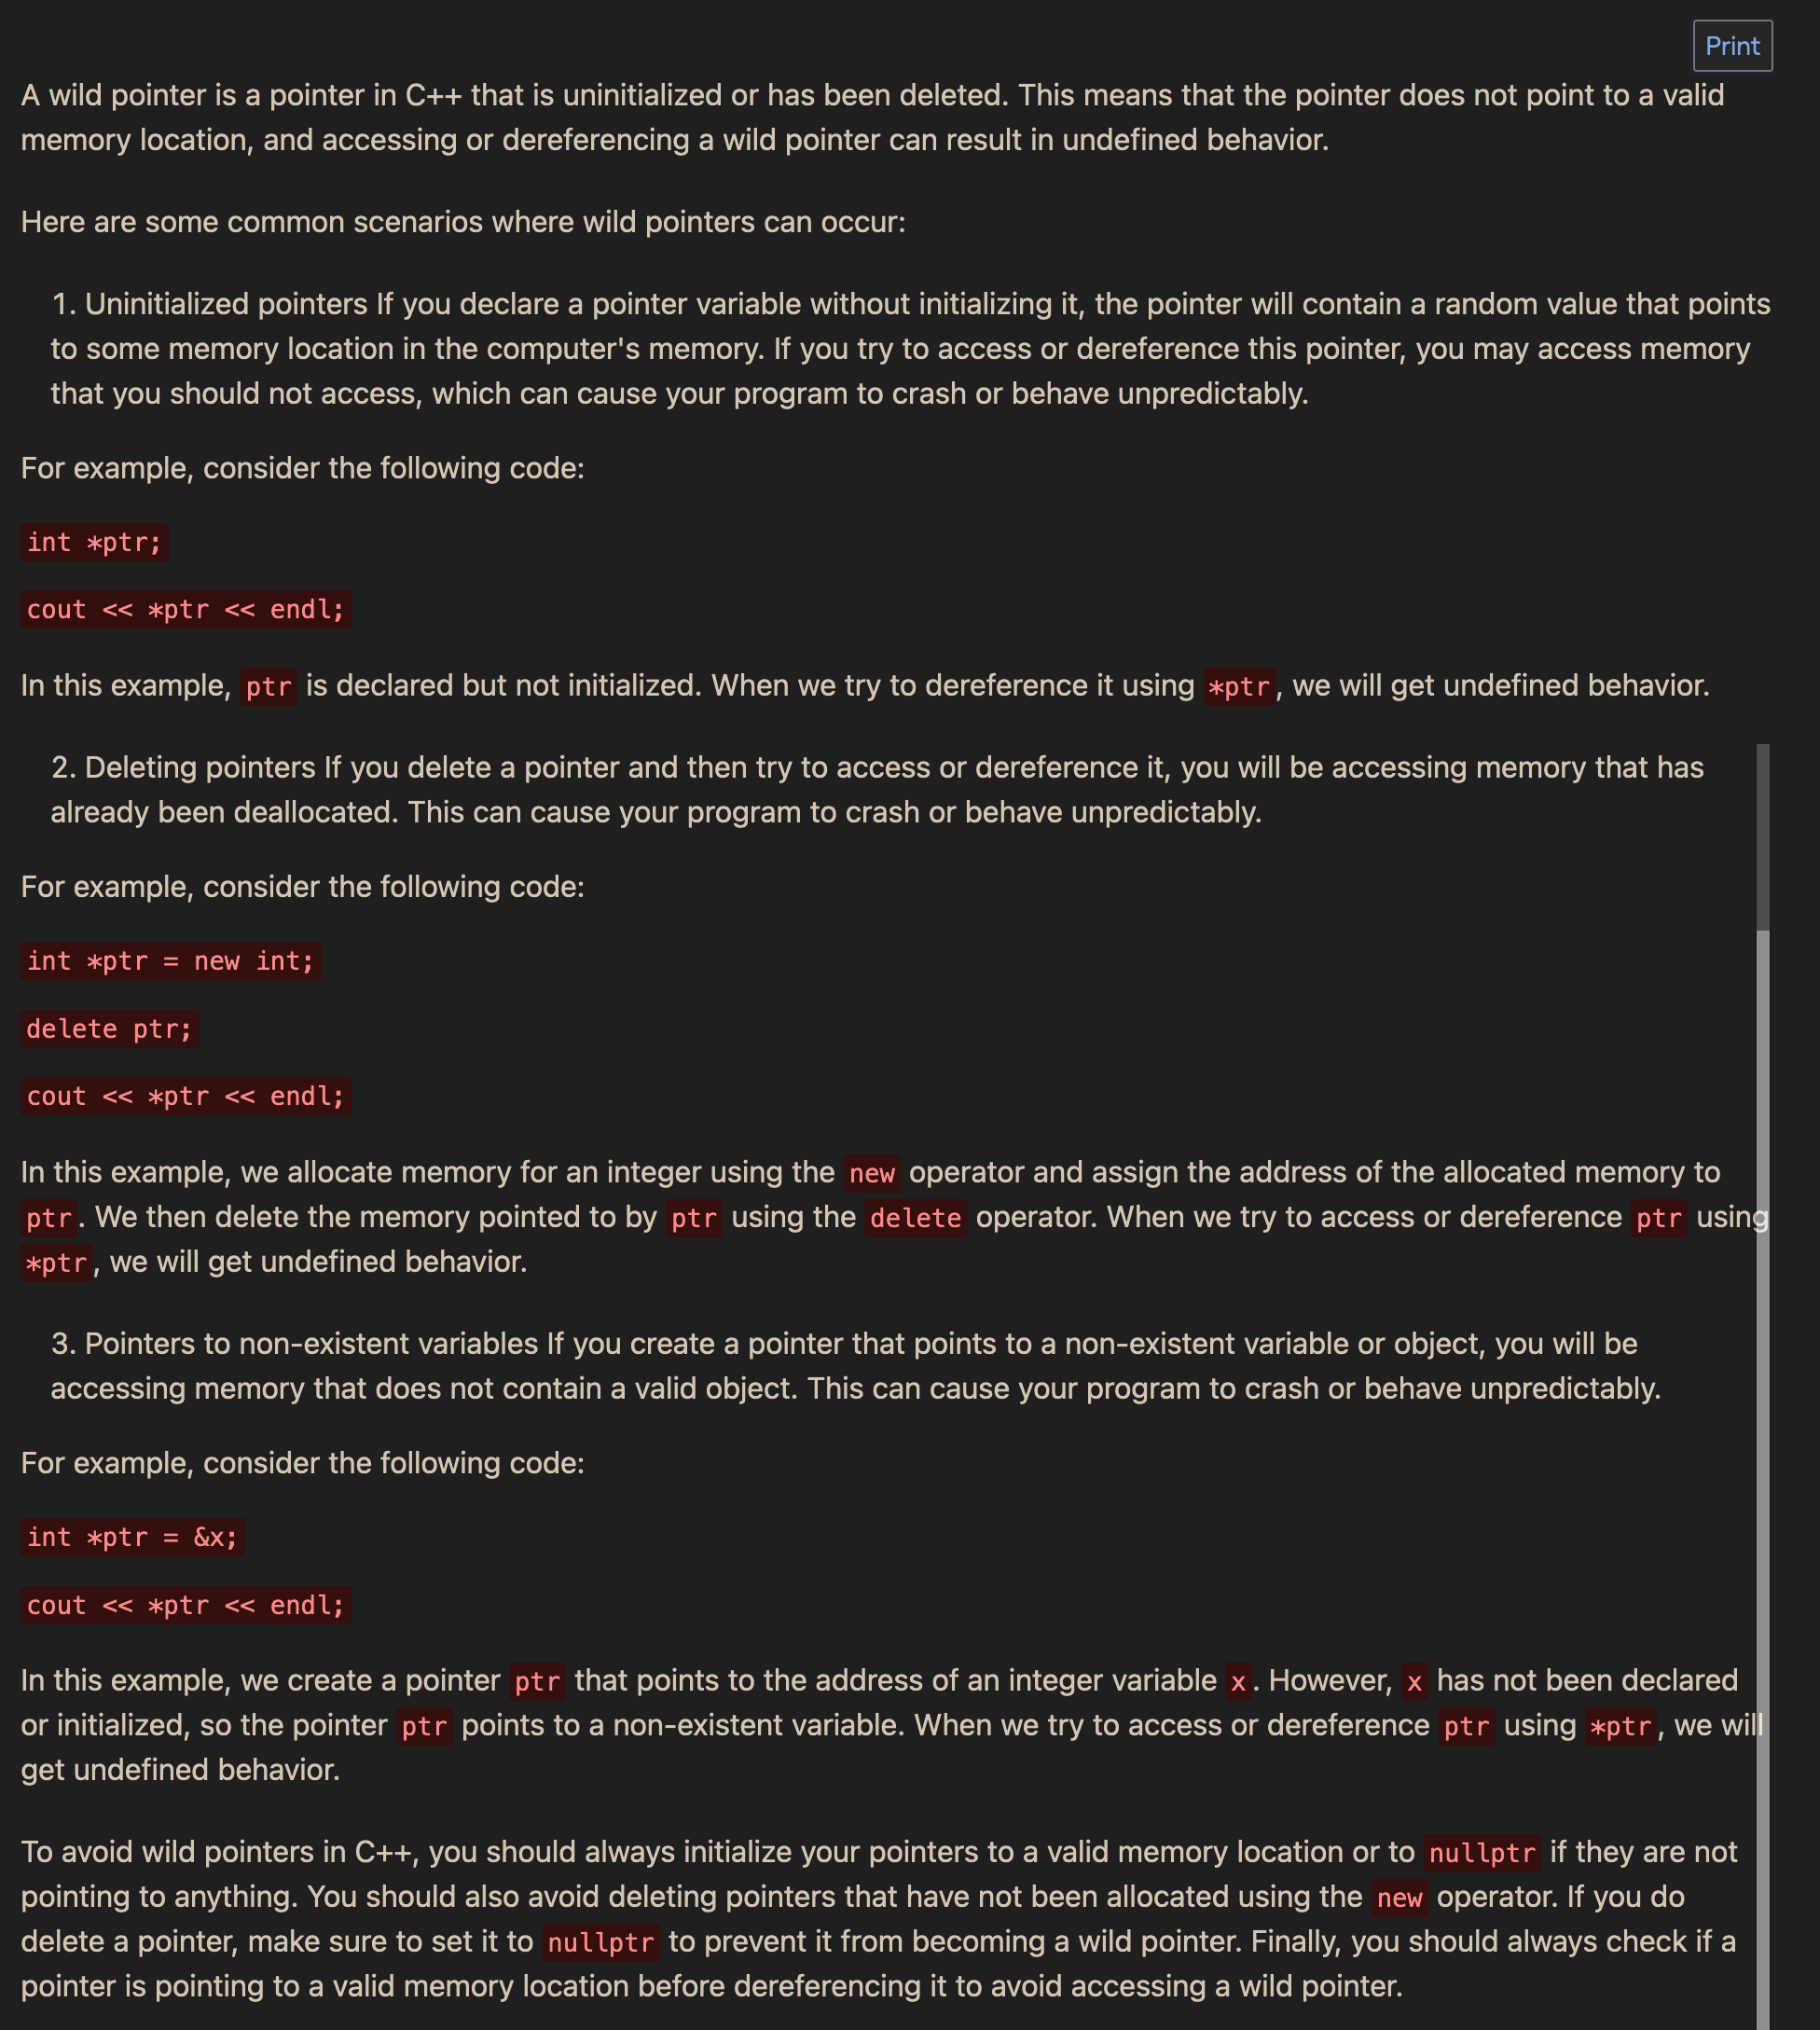 Print
A wild pointer is a pointer in C++ that is uninitialized or has been deleted. This means that the pointer does not point to a valid
memory location, and accessing or dereferencing a wild pointer can result in undefined behavior.
Here are some common scenarios where wild pointers can occur:
1. Uninitialized pointers If you declare a pointer variable without initializing it, the pointer will contain a random value that points
to some memory location in the computer's memory. If you try to access or dereference this pointer, you may access memory
that you should not access, which can cause your program to crash or behave unpredictably.
For example, consider the following code:
int *ptr;
cout << *ptr << endl;
In this example, ptr is declared but not initialized. When we try to dereference it using *ptr, we will get undefined behavior.
2. Deleting pointers If you delete a pointer and then try to access or dereference it, you will be accessing memory that has
already been deallocated. This can cause your program to crash or behave unpredictably.
For example, consider the following code:
int *ptr = new int;
delete ptr;
cout << *ptr << endl;
In this example, we allocate memory for an integer using the new operator and assign the address of the allocated memory to
ptr. We then delete the memory pointed to by ptr using the delete operator. When we try to access or dereference ptr using
*ptr, we will get undefined behavior.
3. Pointers to non-existent variables If you create a pointer that points to a non-existent variable or object, you will be
accessing memory that does not contain a valid object. This can cause your program to crash or behave unpredictably.
For example, consider the following code:
int *ptr = &x;
cout << *ptr << endl;
In this example, we create a pointer ptr that points to the address of an integer variable x. However, x has not been declared
or initialized, so the pointer ptr points to a non-existent variable. When we try to access or dereference ptr using *ptr, we will
get undefined behavior.
To avoid wild pointers in C++, you should always initialize your pointers to a valid memory location or to nullptr if they are not
pointing to anything. You should also avoid deleting pointers that have not been allocated using the new operator. If you do
delete a pointer, make sure to set it to nullptr to prevent it from becoming a wild pointer. Finally, you should always check if a
pointer is pointing to a valid memory location before dereferencing it to avoid accessing a wild pointer.